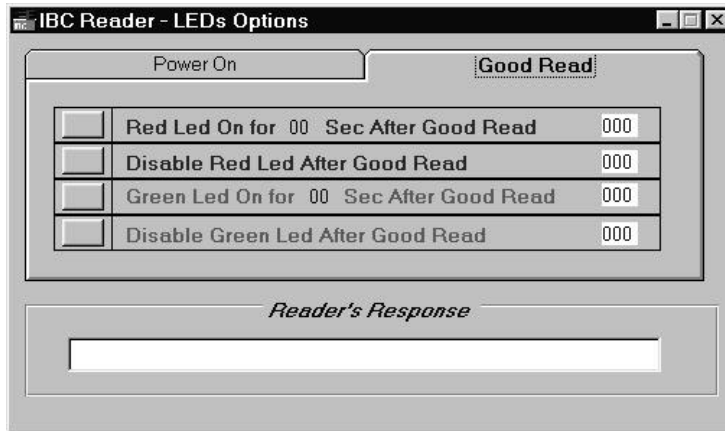 IBC Reader - LEDs Options
Power On Good Read
Red Led On for 00 Sec After Good Read 000
Disable Red Led After Good Read 000
Green Led On for 00 Sec After Good Read 000
Disable Green Led After Good Read 000
Reader's Response